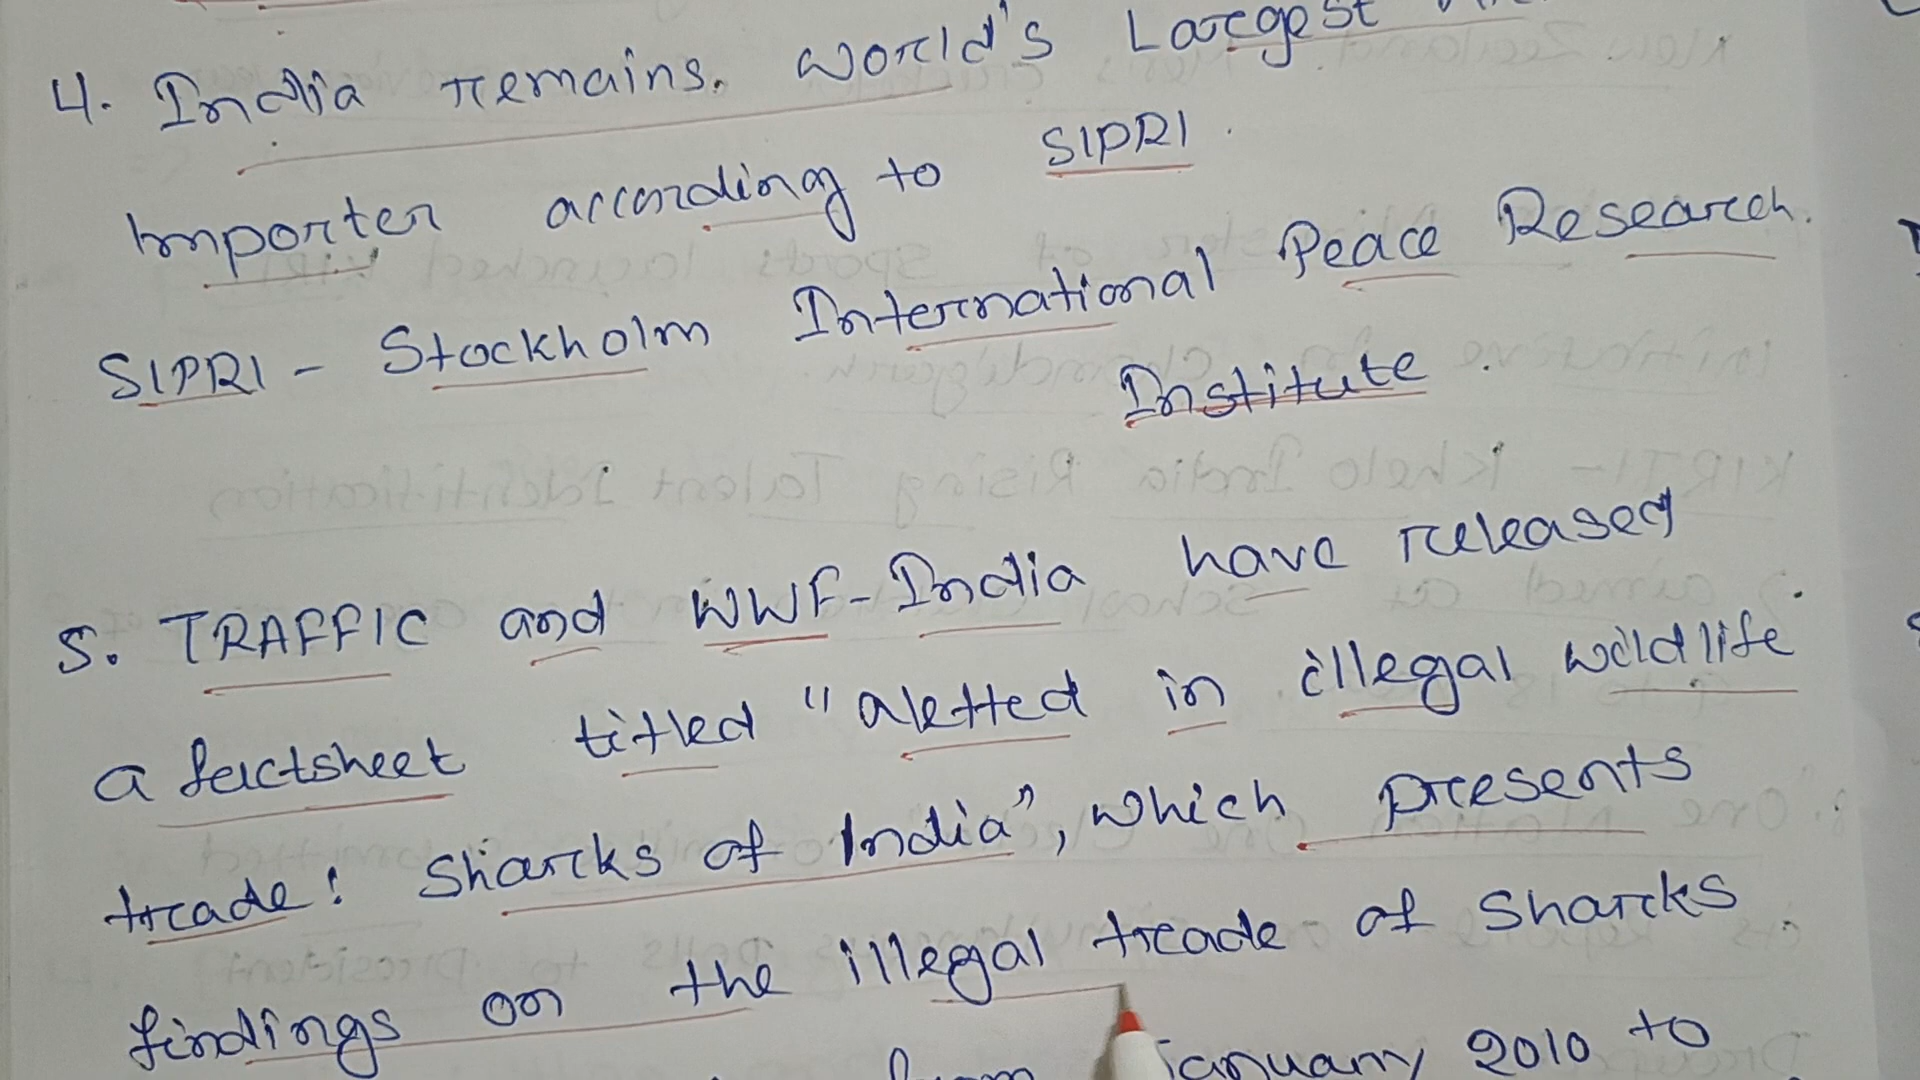 4. India remains. World's Largest
Importer according to SIPRI.
SIPRI - Stockholm International Peace Research.
Institute.
5. TRAFFIC and WWF-India have released
a factsheet titled "aletted in illegal wildlife
trade: Sharks of India", which presents
findings on the illegal trade of Sharks
from January 2010 to